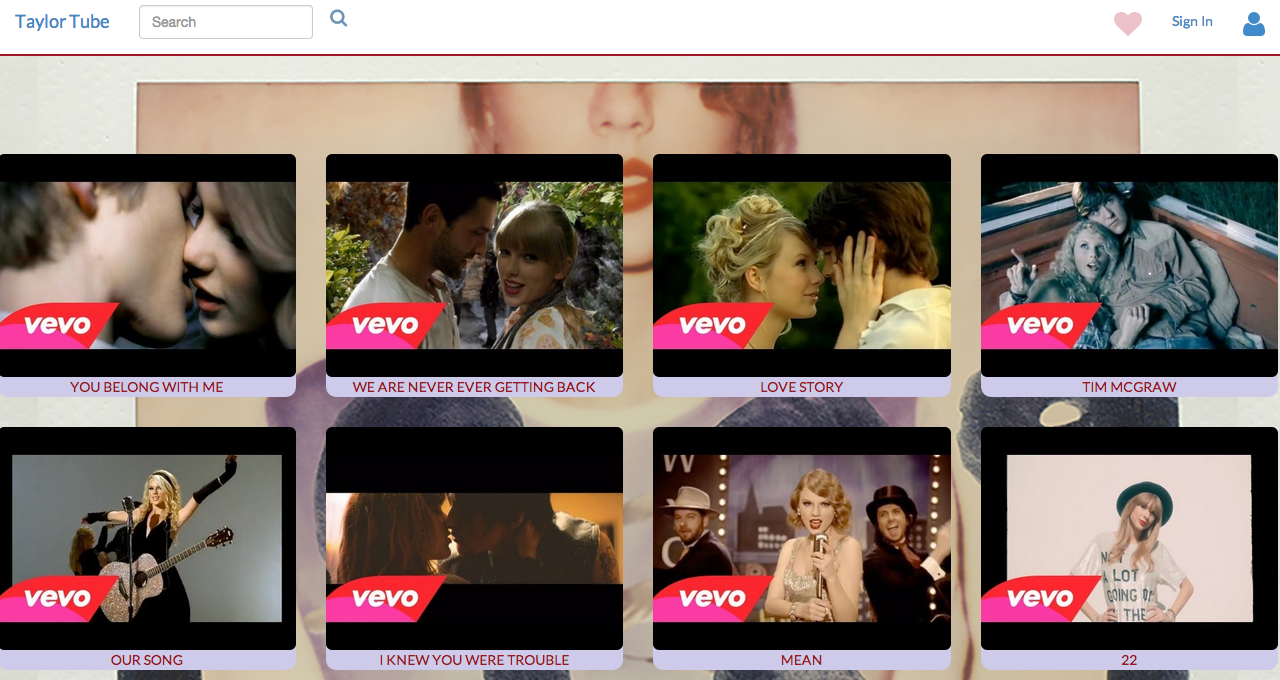 Taylor Tube
Search
Sign In
vevo
vevo
vevo
vevo
YOU BELONG WITH ME
WE ARE NEVER EVER GETTING BACK
LOVE STORY
TIM MCGRAW
W
C
NOT
A LOT
GOING ON
THE
vevo
vevo
vevo
vevo
OUR SONG
I KNEW YOU WERE TROUBLE
MEAN
22